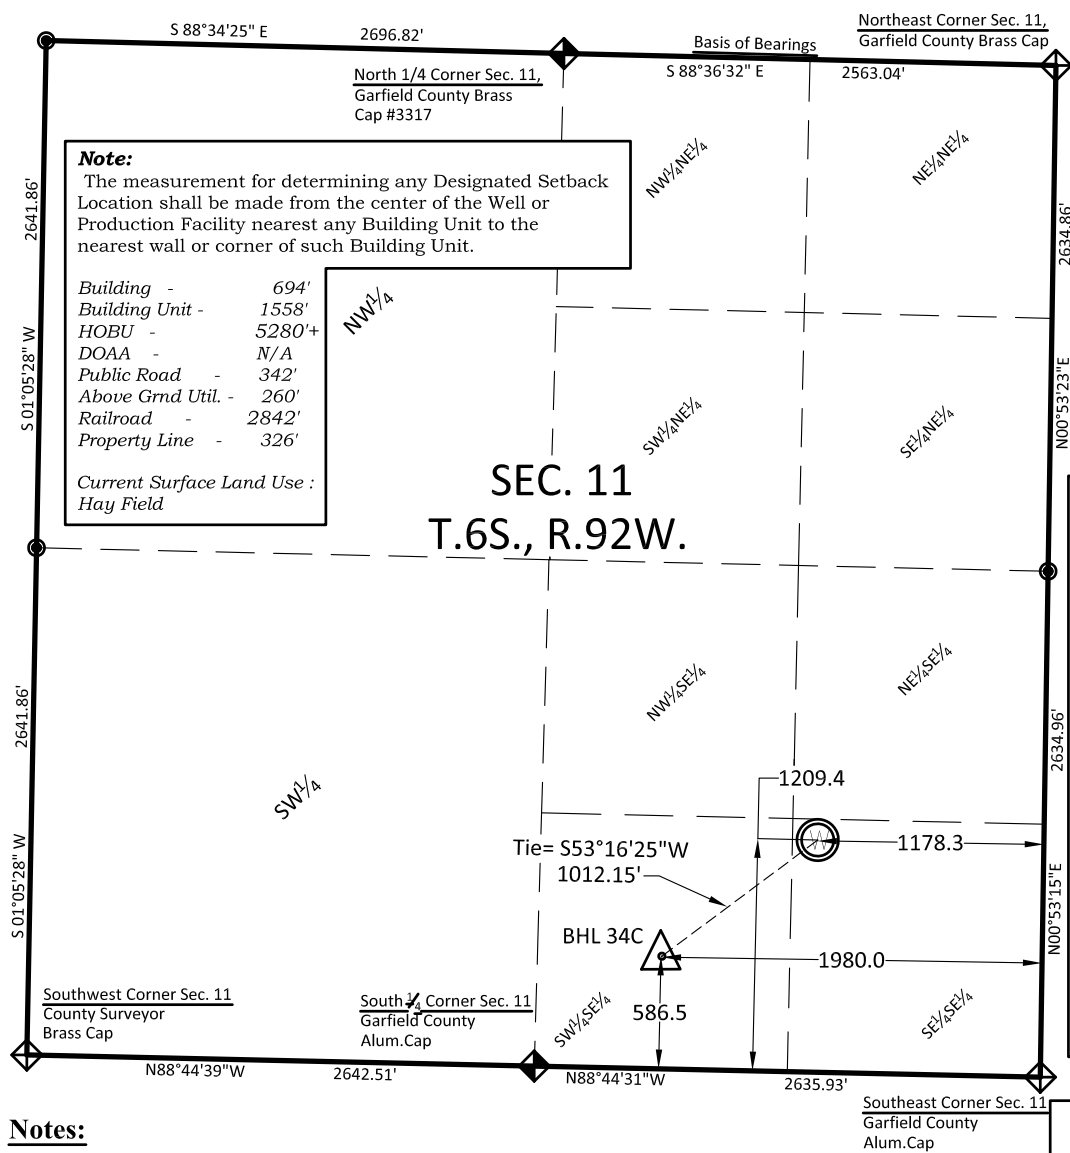 S 88°34'25" E
2696.82'
Northeast Corner Sec. 11,
Garfield County Brass Cap
Basis of Bearings
S 88°36'32" E
2563.04'
North 1/4 Corner Sec. 11,
Garfield County Brass
Cap #3317
Note:
The measurement for determining any Designated Setback
Location shall be made from the center of the Well or
Production Facility nearest any Building Unit to the
nearest wall or corner of such Building Unit.
Building - 694'
Building Unit - 1558'
HOBU - 5280'+
DOAA - N/A
Public Road - 342'
Above Grnd Util. - 260'
Railroad - 2842'
Property Line - 326'
Current Surface Land Use :
Hay Field
2641.86'
S 01°05'28" W
NW¼
NW¼NE¼
NE¼NE¼
2634.86'
N00°53'23"E
SW¼NE¼
SE¼NE¼
SEC. 11
T.6S., R.92W.
2641.86'
S 01°05'28" W
SW¼
NW¼SE¼
NE¼SE¼
2634.96'
N00°53'15"E
1209.4
W
1178.3
Tie= S53°16'25"W
1012.15'
BHL 34C
1980.0
586.5
SW¼SE¼
SE¼SE¼
Southwest Corner Sec. 11
County Surveyor
Brass Cap
South ¼ Corner Sec. 11
Garfield County
Alum.Cap
N88°44'39"W
2642.51'
N88°44'31"W
2635.93'
Southeast Corner Sec. 11
Garfield County
Alum.Cap
Notes: